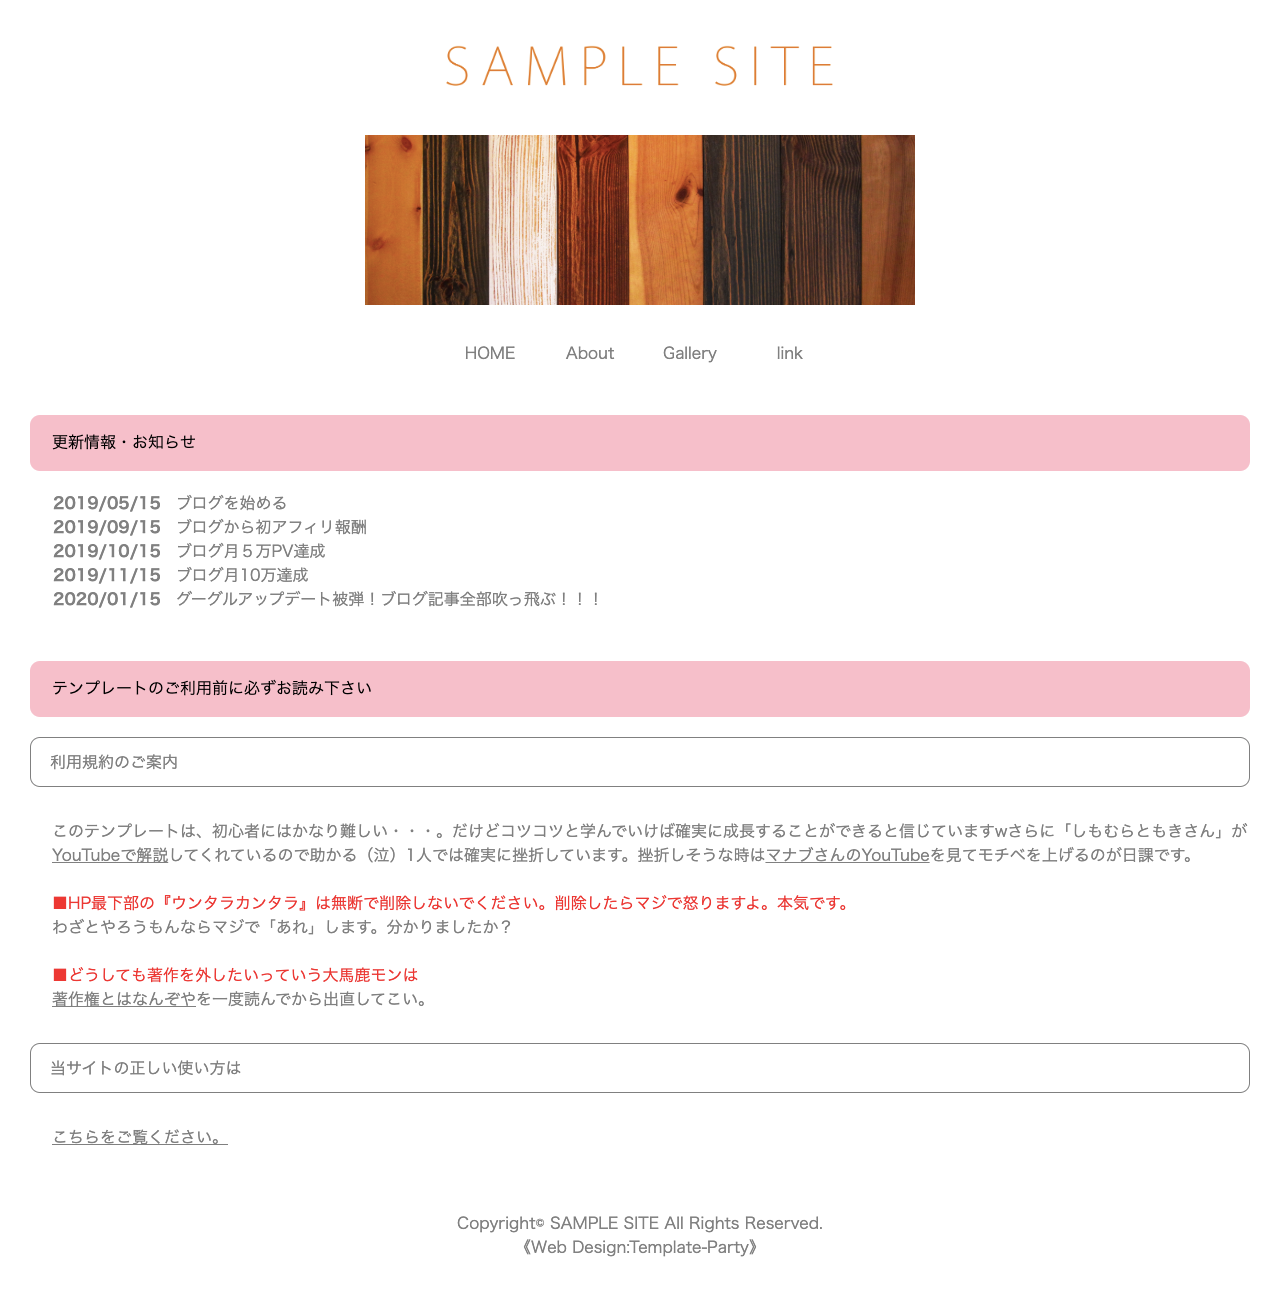 SAMPLE SITE
HOME About Gallery link
更新情報・お知らせ
2019/05/15 ブログを始める
2019/09/15 ブログから初アフィリ報酬
2019/10/15 ブログ月５万PV達成
2019/11/15 ブログ月10万達成
2020/01/15 グーグルアップデート被弾！ブログ記事全部吹っ飛ぶ！！！
テンプレートのご利用前に必ずお読み下さい
利用規約のご案内
このテンプレートは、初心者にはかなり難しい・・・。だけどコツコツと学んでいけば確実に成長することができると信じていますwさらに「しもむらともきさん」が
YouTubeで解説してくれているので助かる（泣）1人では確実に挫折しています。挫折しそうな時はマナブさんのYouTubeを見てモチベを上げるのが日課です。
■HP最下部の『ウンタラカンタラ』は無断で削除しないでください。削除したらマジで怒りますよ。本気です。
わざとやろうもんならマジで「あれ」します。分かりましたか？
■どうしても著作を外したいっていう大馬鹿モンは
著作権とはなんぞやを一度読んでから出直してこい。
当サイトの正しい使い方は
こちらをご覧ください。
Copyright© SAMPLE SITE All Rights Reserved.
《Web Design:Template-Party》